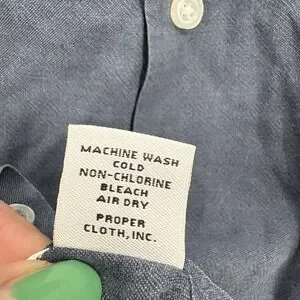 MACHINE WASH
COLD
NON-CHLORINE
BLEACH
AIR DRY
PROPER
CLOTH, INC.